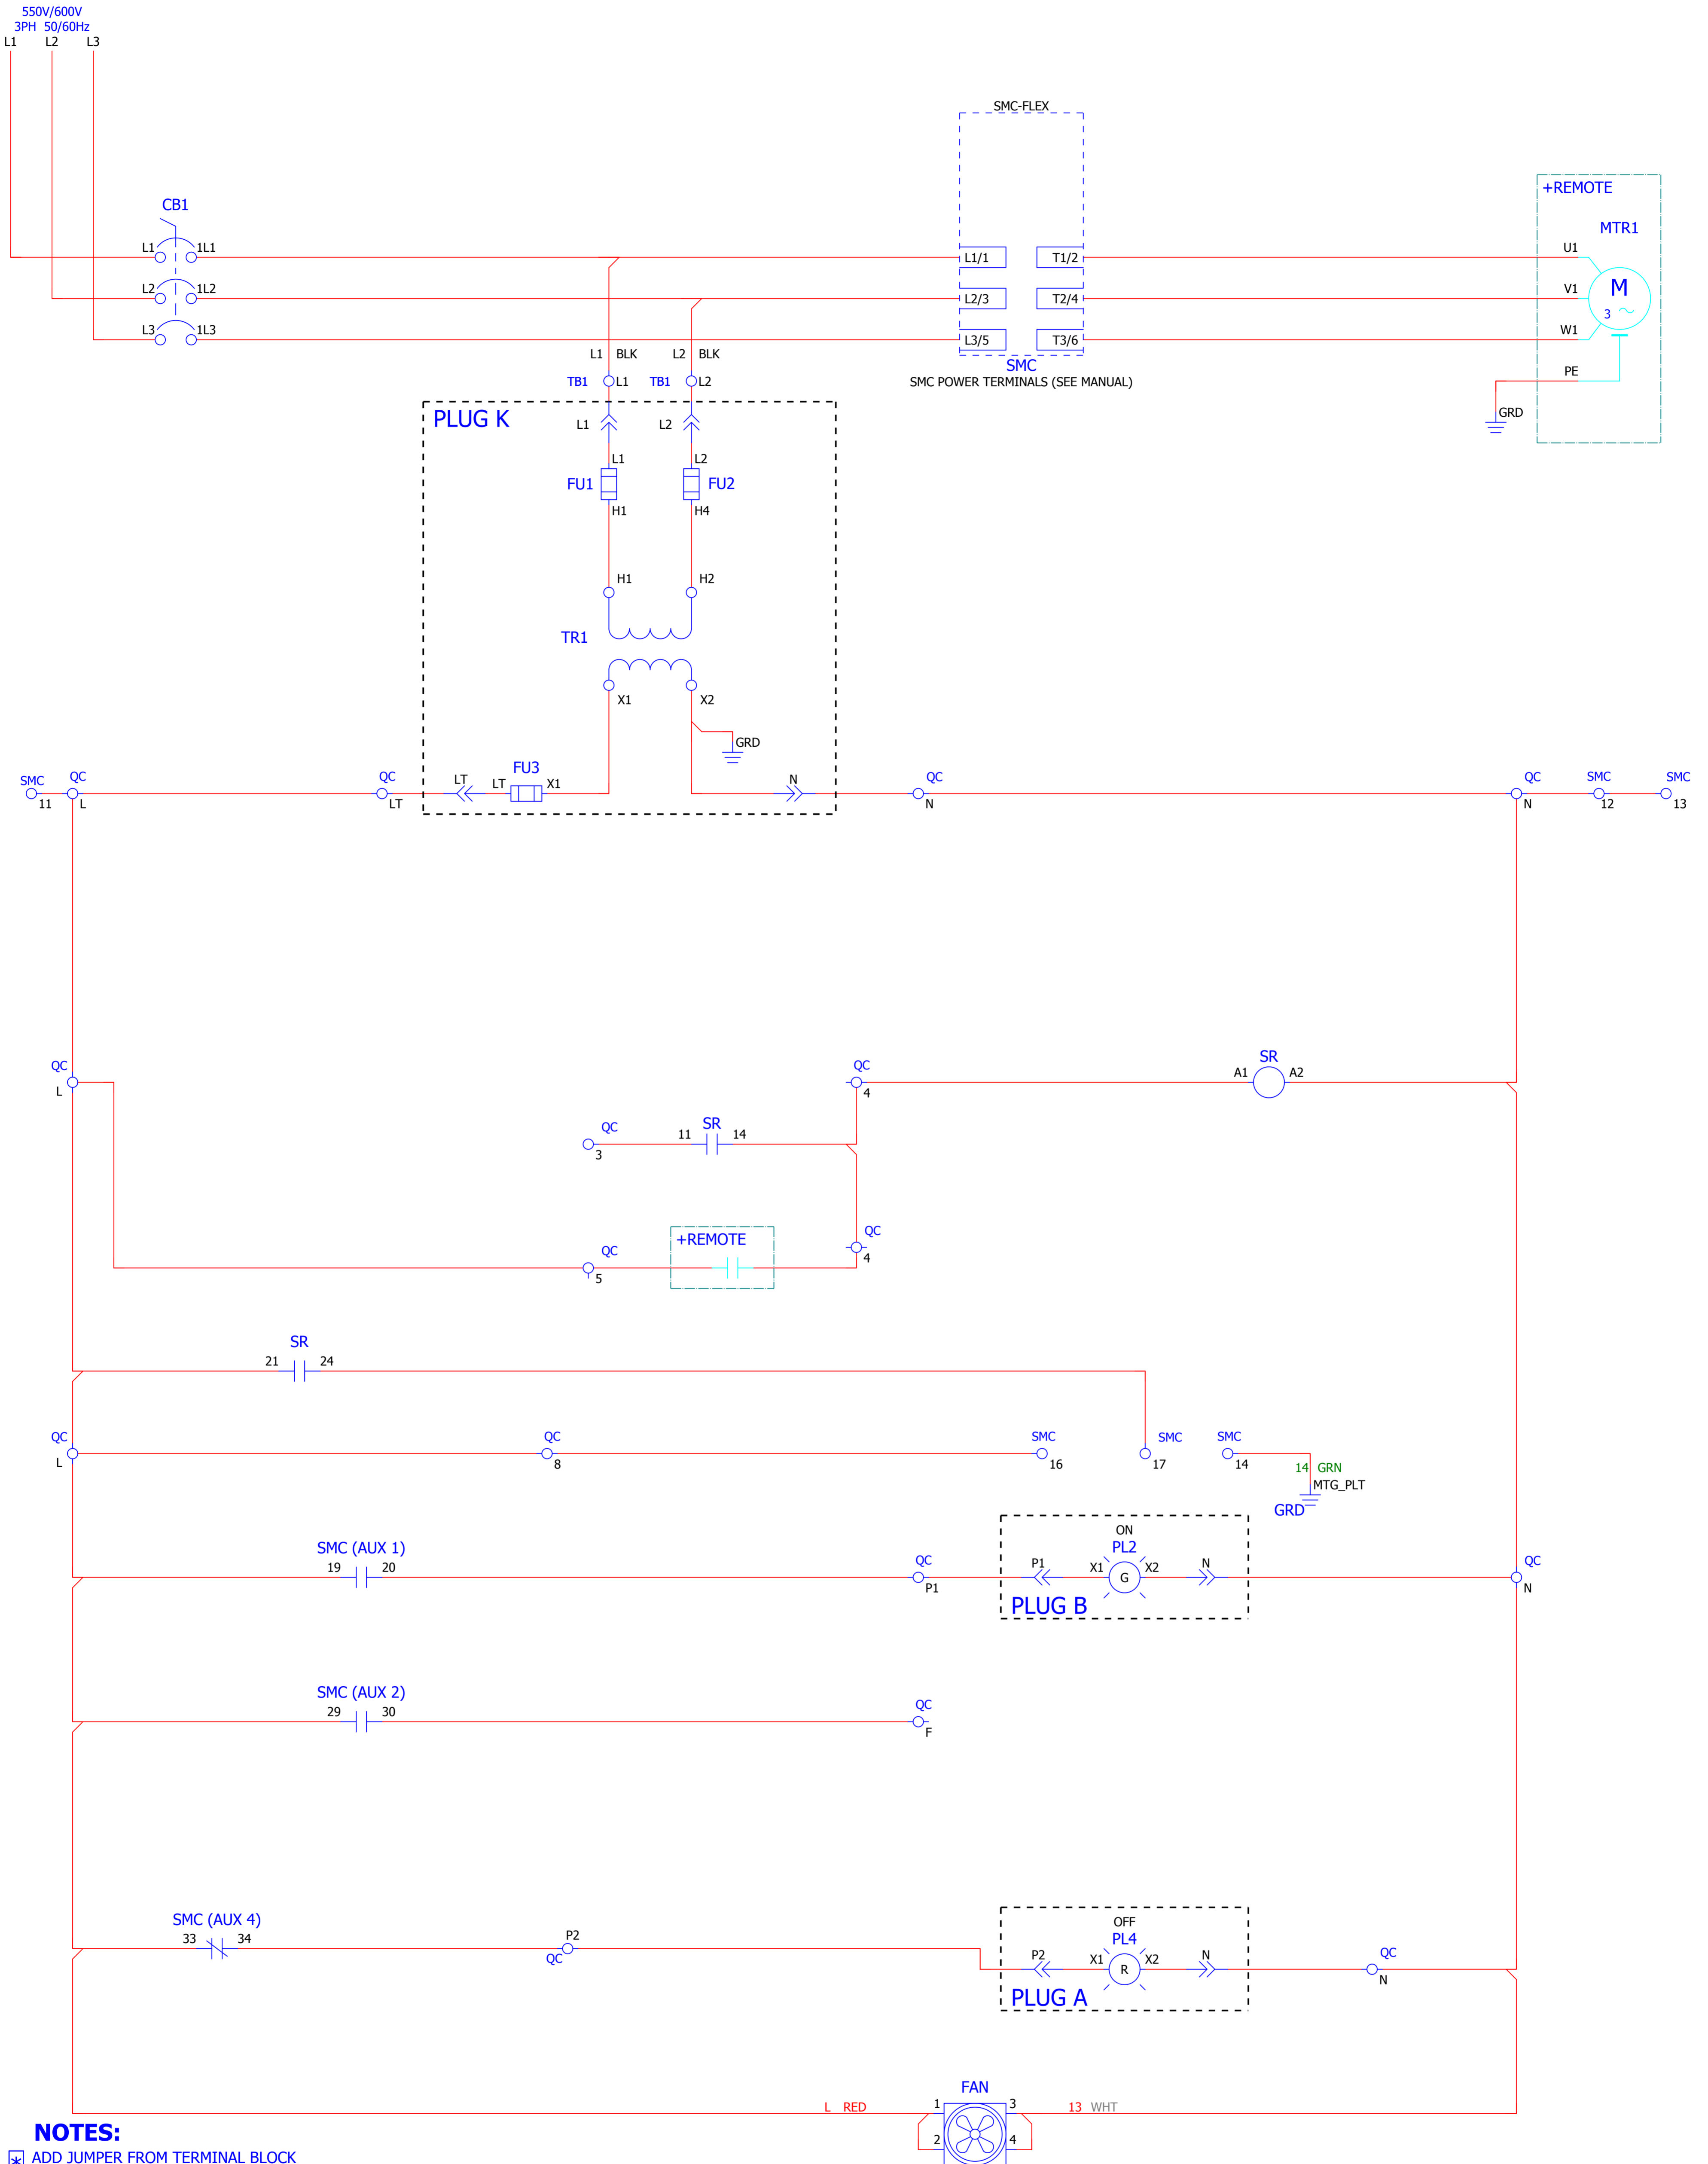 550V/600V
3PH 50/60Hz
L1 L2 L3
SMC-FLEX
+REMOTE
CB1
MTR1
L1 1L1 L1/1 T1/2 U1
L2 1L2 L2/3 T2/4 V1
M
3
L3 1L3 L3/5 T3/6 W1
L1 BLK L2 BLK
SMC
PE
TB1 L1 TB1 L2
SMC POWER TERMINALS (SEE MANUAL)
PLUG K
L1 L2
GRD
L1 L2
FU1 FU2
H1 H4
H1 H2
TR1
X1 X2
GRD
FU3
SMC QC QC LT LT X1 N QC QC SMC SMC
11 L LT N N 12 13
QC QC SR
L 4 A1 A2
QC SR
3 11 14
+REMOTE QC
QC 4
5
SR
21 24
QC QC SMC SMC SMC
L 8 16 17 14
14 GRN
MTG_PLT
GRD
ON
SMC (AUX 1) PL2
19 20 QC P1 X1 X2 N QC
P1 G N
PLUG B
SMC (AUX 2)
29 30 QC
F
SMC (AUX 4) OFF
33 34 P2 PL4
QC P2 X1 X2 N QC
R N
PLUG A
FAN
L RED 1 3 13 WHT
2 4
NOTES:
* ADD JUMPER FROM TERMINAL BLOCK